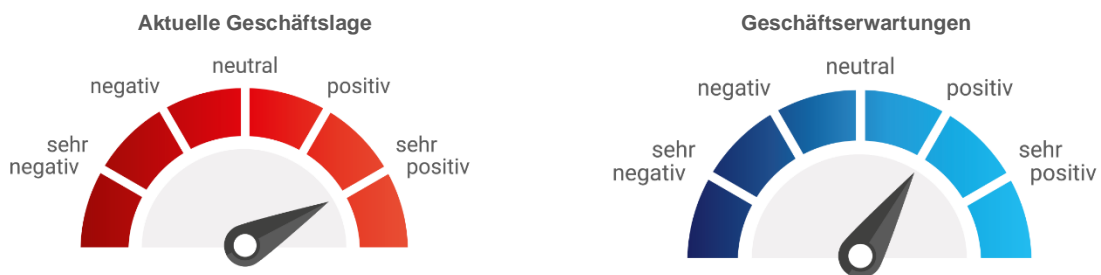 Aktuelle Geschäftslage
neutral
negativ
positiv
sehr
negativ
sehr
positiv
Geschäftserwartungen
neutral
negativ
positiv
sehr
negativ
sehr
positiv